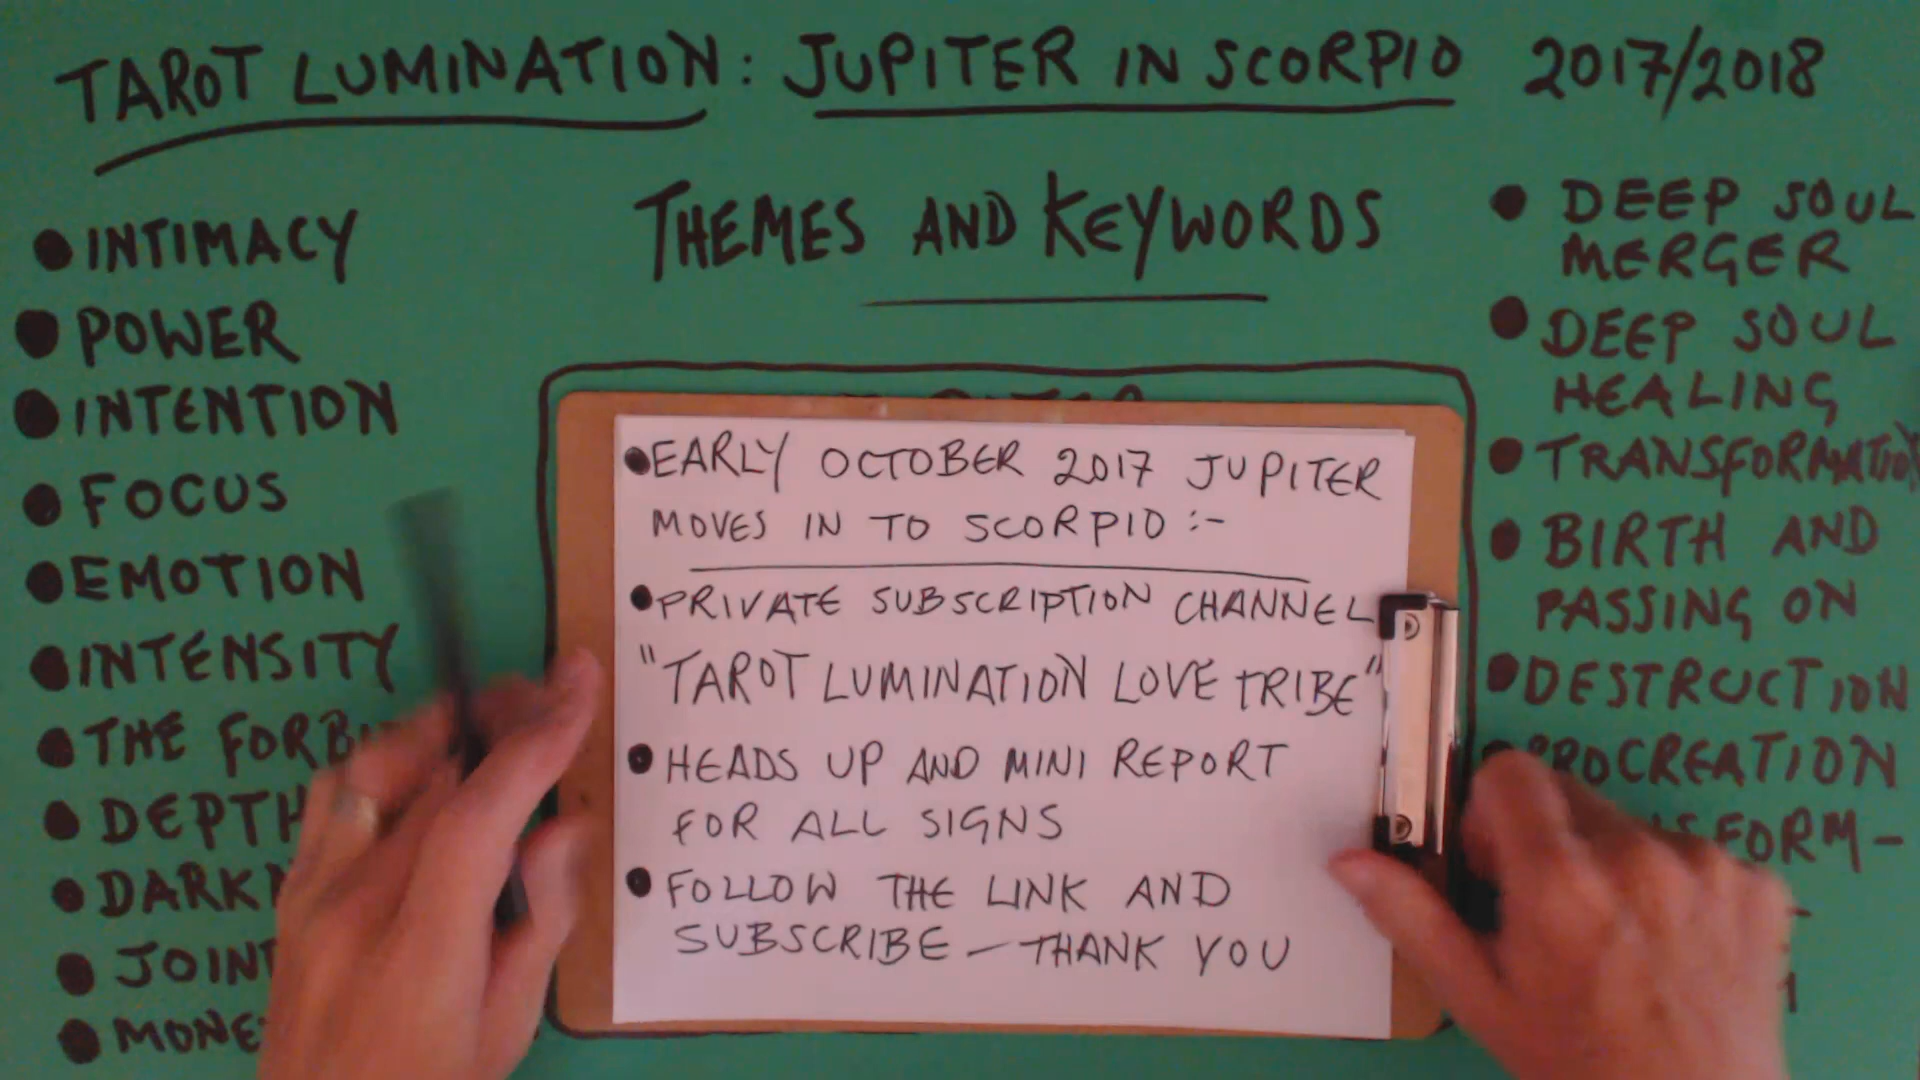 TAROT LUMINATION: JUPITER IN SCORPIO 2017/2018
THEMES AND KEYWORDS
● INTIMACY
● POWER
● INTENTION
● FOCUS
● EMOTION
● INTENSITY
● THE
● DEPTH
●
● JOINT
●
● EARLY OCTOBER 2017 JUPITER
MOVES IN TO SCORPIO :-
● PRIVATE SUBSCRIPTION CHANNEL
"TAROT LUMINATION LOVE TRIBE"
● HEADS UP AND MINI REPORT
FOR ALL SIGNS
● FOLLOW THE LINK AND
SUBSCRIBE — THANK YOU
● DEEP SOUL
MERGER
● DEEP SOUL
HEALING
● TRANSFORMATION
● BIRTH AND
PASSING ON
● DESTRUCTION
● PROCREATION